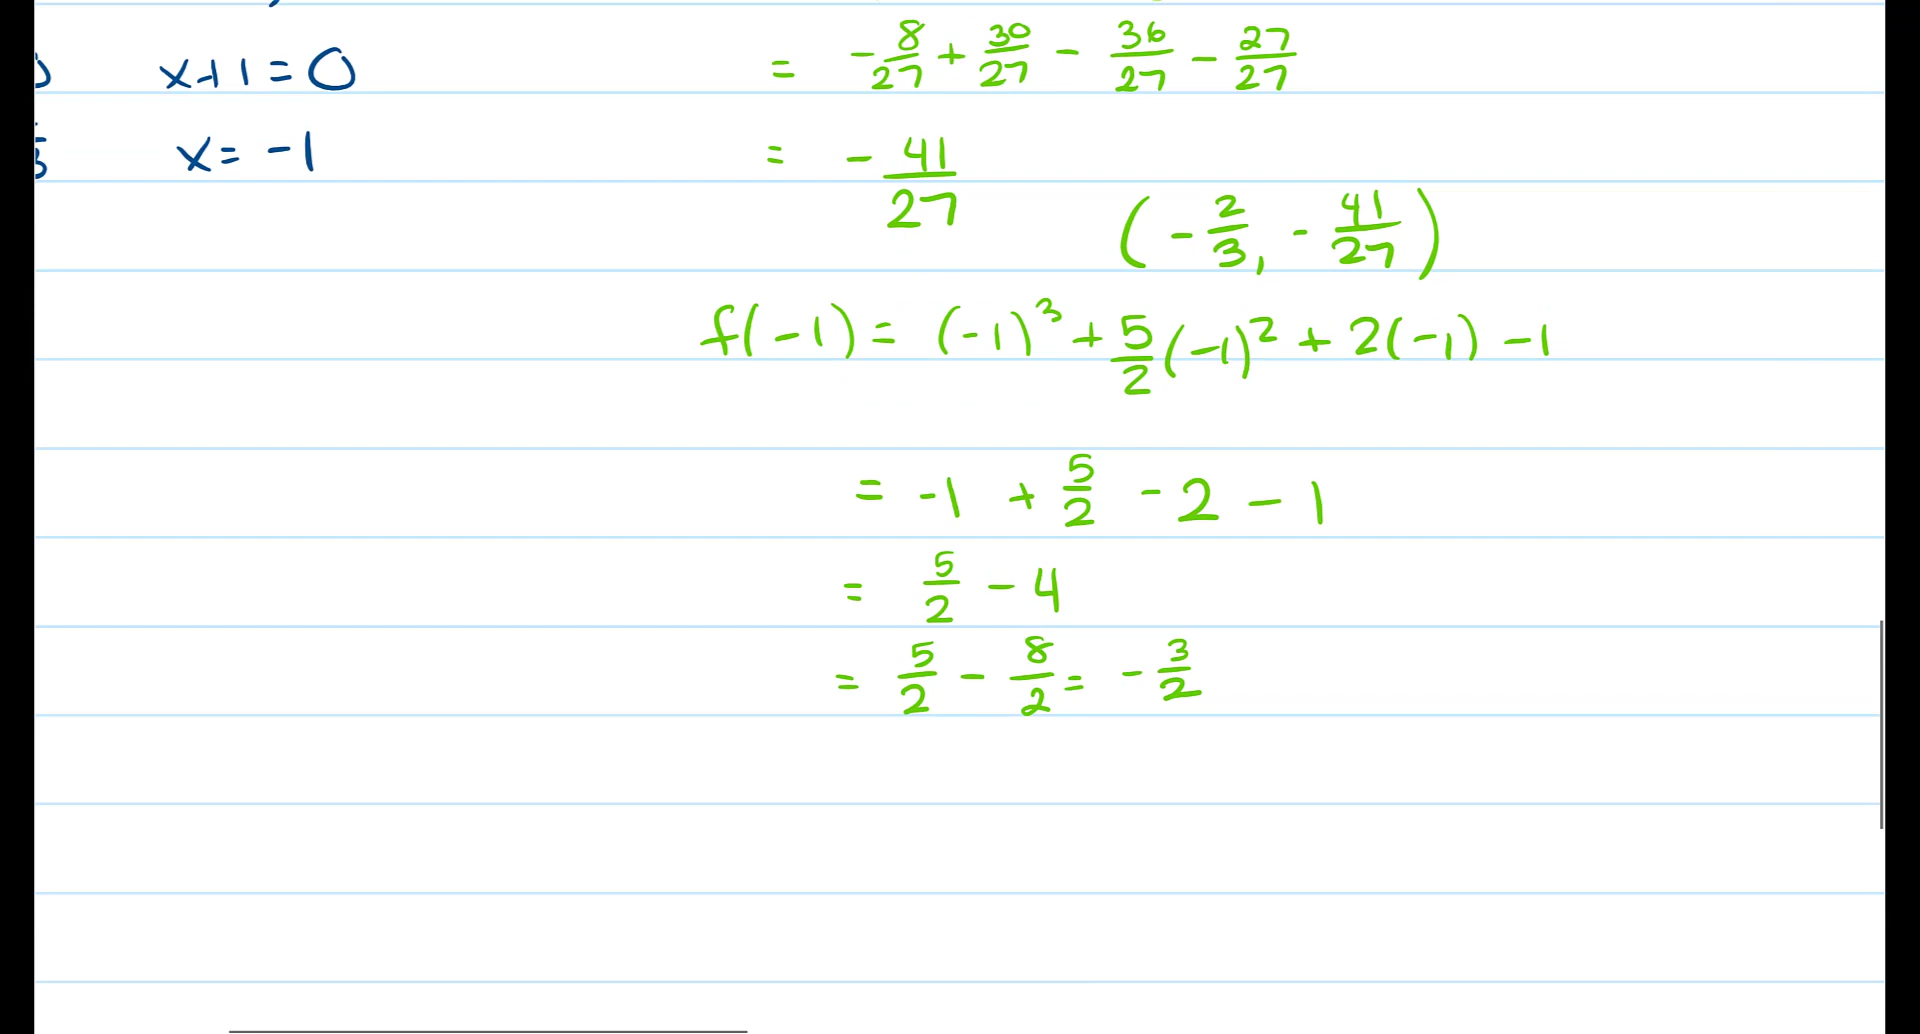 x+1=0
x= -1
= -8/27 + 30/27 - 36/27 - 27/27
= - 41/27
(-2/3, - 41/27)
f(-1) = (-1)³ + 5/2 (-1)² + 2(-1) -1
= -1 + 5/2 - 2 - 1
= 5/2 - 4
= 5/2 - 8/2 = - 3/2